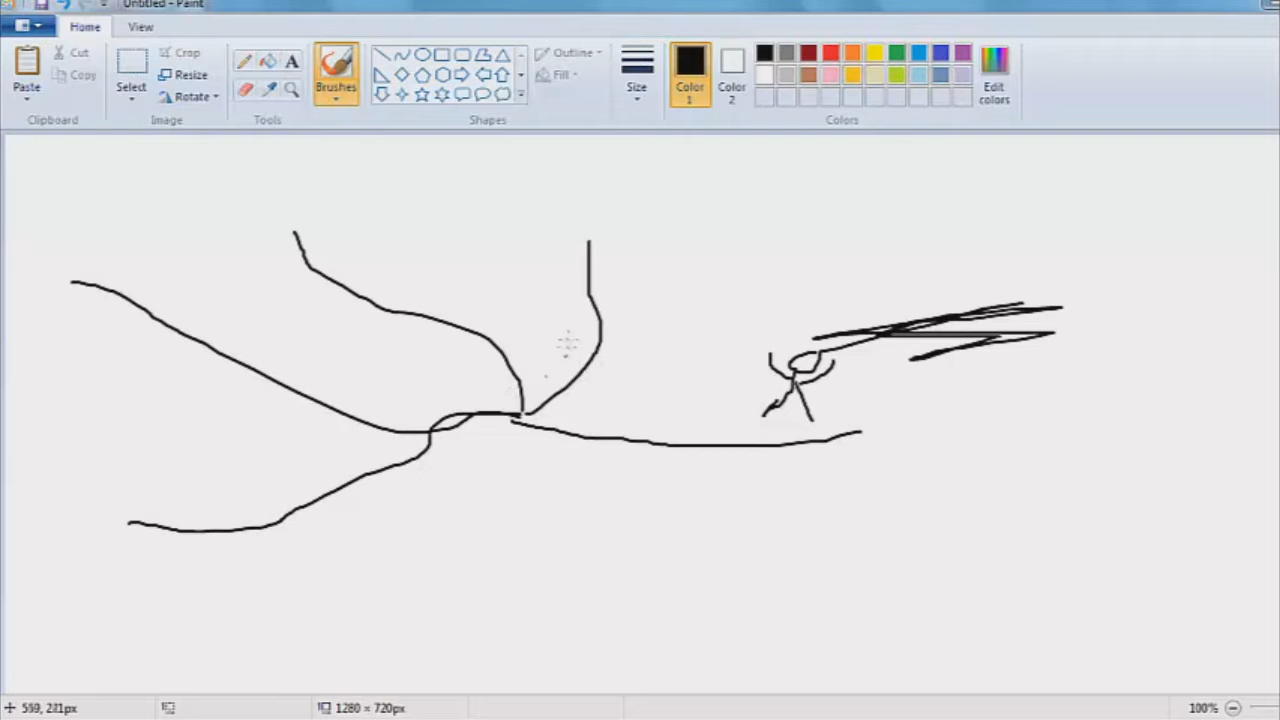 Untitled - Paint
Home View
Paste
Cut
Copy
Clipboard
Select
Crop
Resize
Rotate
Image
A
Tools
Brushes
Shapes
Outline
Fill
Size
Color 1
Color 2
Edit colors
Colors
1280 × 720px
100%